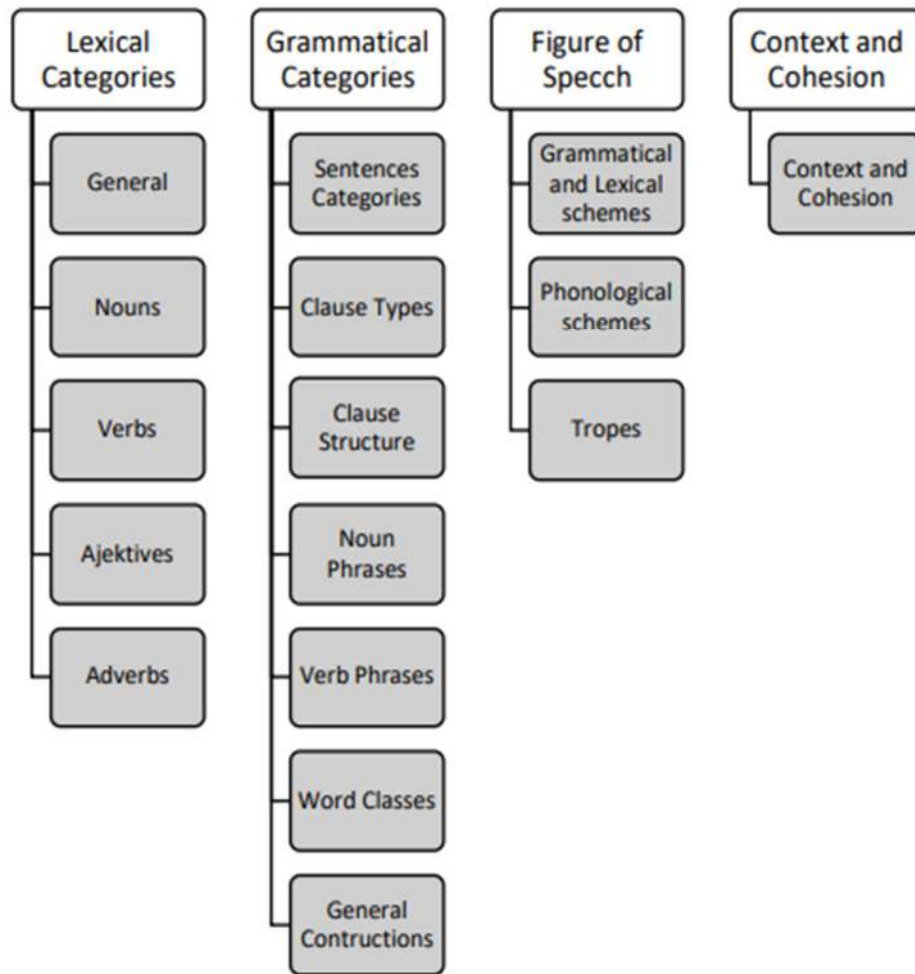 Lexical
Categories
General
Nouns
Verbs
Ajektives
Adverbs
Grammatical
Categories
Sentences
Categories
Clause Types
Clause
Structure
Noun
Phrases
Verb Phrases
Word Classes
General
Contructions
Figure of
Specch
Grammatical
and Lexical
schemes
Phonological
schemes
Tropes
Context and
Cohesion
Context and
Cohesion